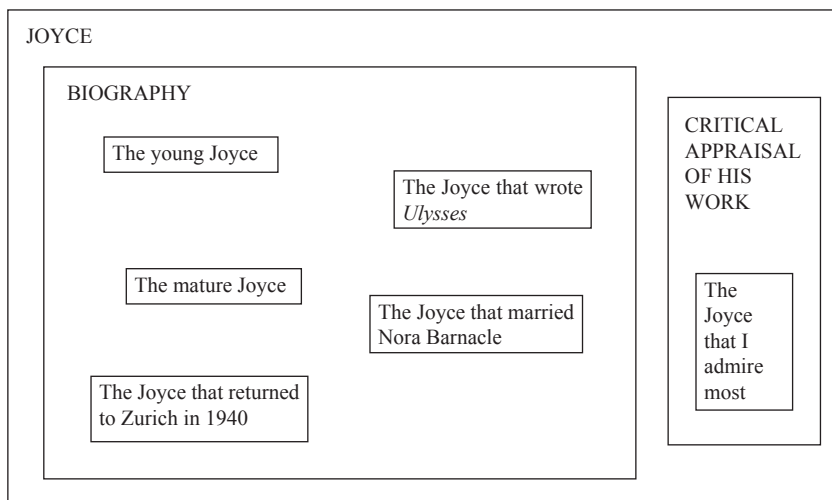 JOYCE
BIOGRAPHY
The young Joyce
The Joyce that wrote
Ulysses
The mature Joyce
The Joyce that married
Nora Barnacle
The Joyce that returned
to Zurich in 1940
CRITICAL
APPRAISAL
OF HIS
WORK
The
Joyce
that I
admire
most